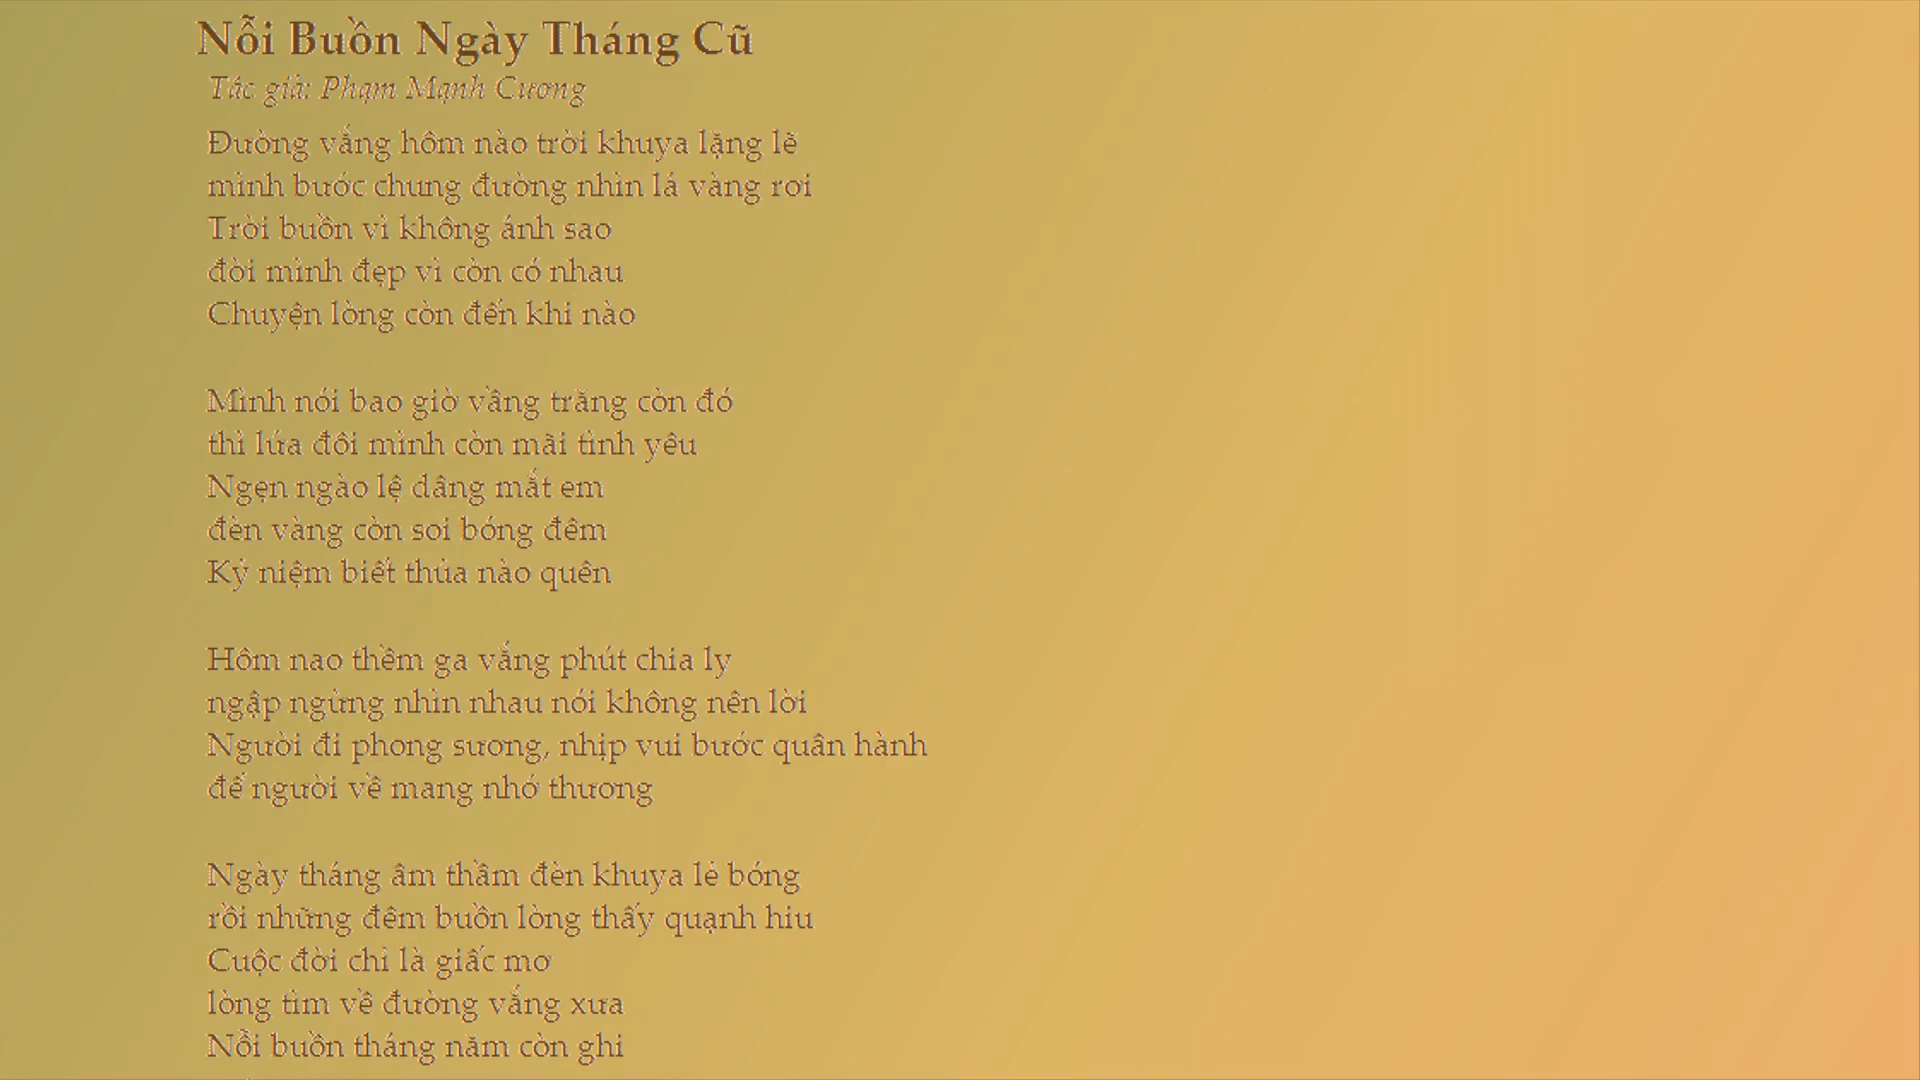 Nỗi Buồn Ngày Tháng Cũ
Tác giả: Phạm Mạnh Cương
Đường vắng hôm nào trời khuya lặng lẽ
mình bước chung đường nhìn lá vàng rơi
Trời buồn vì không ánh sao
đời mình đẹp vì còn có nhau
Chuyện lòng còn đến khi nào
Mình nói bao giờ vầng trăng còn đó
thì lứa đôi mình còn mãi tình yêu
Ngẹn ngào lệ dâng mắt em
đèn vàng còn soi bóng đêm
Kỷ niệm biết thủa nào quên
Hôm nao thềm ga vắng phút chia ly
ngập ngừng nhìn nhau nói không nên lời
Người đi phong sương, nhịp vui bước quân hành
để người về mang nhớ thương
Ngày tháng âm thầm đèn khuya lẻ bóng
rồi những đêm buồn lòng thấy quạnh hiu
Cuộc đời chỉ là giấc mơ
lòng tìm về đường vắng xưa
Nỗi buồn tháng năm còn ghi